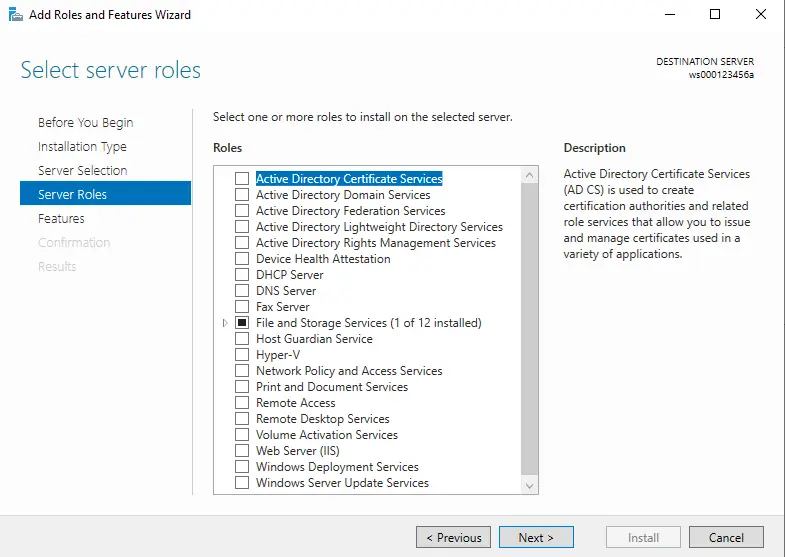 Add Roles and Features Wizard
Select server roles
DESTINATION SERVER
ws000123456a
Before You Begin
Installation Type
Server Selection
Server Roles
Features
Confirmation
Results
Select one or more roles to install on the selected server.
Roles
Active Directory Certificate Services
Active Directory Domain Services
Active Directory Federation Services
Active Directory Lightweight Directory Services
Active Directory Rights Management Services
Device Health Attestation
DHCP Server
DNS Server
Fax Server
File and Storage Services (1 of 12 installed)
Host Guardian Service
Hyper-V
Network Policy and Access Services
Print and Document Services
Remote Access
Remote Desktop Services
Volume Activation Services
Web Server (IIS)
Windows Deployment Services
Windows Server Update Services
Description
Active Directory Certificate Services
(AD CS) is used to create
certification authorities and related
role services that allow you to issue
and manage certificates used in a
variety of applications.
< Previous
Next >
Install
Cancel